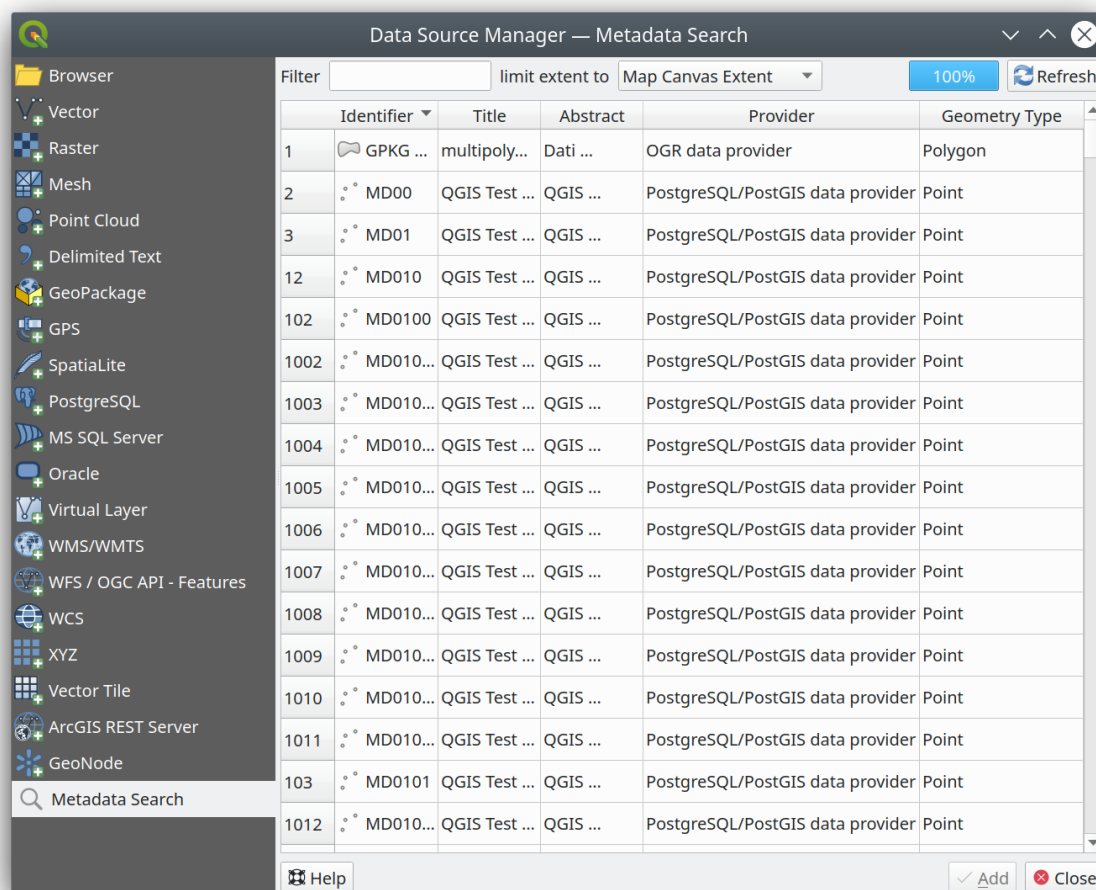 Data Source Manager — Metadata Search
Browser
Vector
Raster
Mesh
Point Cloud
Delimited Text
GeoPackage
GPS
SpatiaLite
PostgreSQL
MS SQL Server
Oracle
Virtual Layer
WMS/WMTS
WFS / OGC API - Features
WCS
XYZ
Vector Tile
ArcGIS REST Server
GeoNode
Metadata Search
Filter limit extent to Map Canvas Extent 100% Refresh
Identifier Title Abstract Provider Geometry Type
1 GPKG ... multipoly... Dati ... OGR data provider Polygon
2 MD00 QGIS Test ... QGIS ... PostgreSQL/PostGIS data provider Point
3 MD01 QGIS Test ... QGIS ... PostgreSQL/PostGIS data provider Point
12 MD010 QGIS Test ... QGIS ... PostgreSQL/PostGIS data provider Point
102 MD0100 QGIS Test ... QGIS ... PostgreSQL/PostGIS data provider Point
1002 MD010... QGIS Test ... QGIS ... PostgreSQL/PostGIS data provider Point
1003 MD010... QGIS Test ... QGIS ... PostgreSQL/PostGIS data provider Point
1004 MD010... QGIS Test ... QGIS ... PostgreSQL/PostGIS data provider Point
1005 MD010... QGIS Test ... QGIS ... PostgreSQL/PostGIS data provider Point
1006 MD010... QGIS Test ... QGIS ... PostgreSQL/PostGIS data provider Point
1007 MD010... QGIS Test ... QGIS ... PostgreSQL/PostGIS data provider Point
1008 MD010... QGIS Test ... QGIS ... PostgreSQL/PostGIS data provider Point
1009 MD010... QGIS Test ... QGIS ... PostgreSQL/PostGIS data provider Point
1010 MD010... QGIS Test ... QGIS ... PostgreSQL/PostGIS data provider Point
1011 MD010... QGIS Test ... QGIS ... PostgreSQL/PostGIS data provider Point
103 MD0101 QGIS Test ... QGIS ... PostgreSQL/PostGIS data provider Point
1012 MD010... QGIS Test ... QGIS ... PostgreSQL/PostGIS data provider Point
Help Add Close